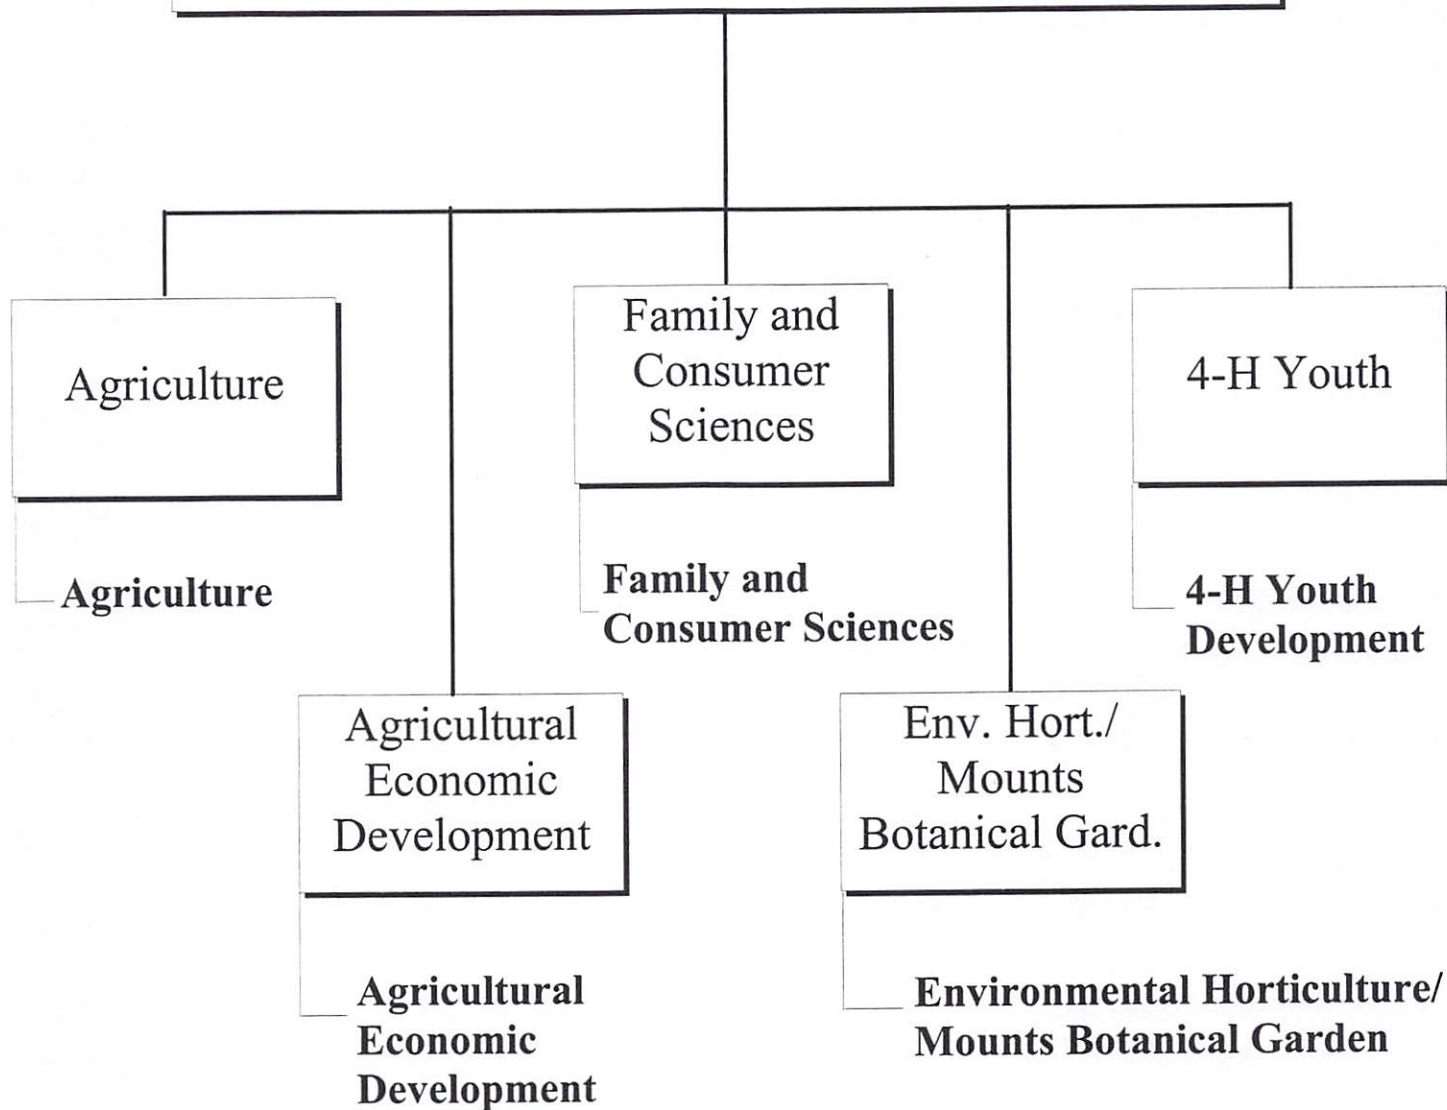 Agriculture
Family and
Consumer
Sciences
4-H Youth
Agriculture
Family and
Consumer Sciences
4-H Youth
Development
Agricultural
Economic
Development
Env. Hort./
Mounts
Botanical Gard.
Agricultural
Economic
Development
Environmental Horticulture/
Mounts Botanical Garden